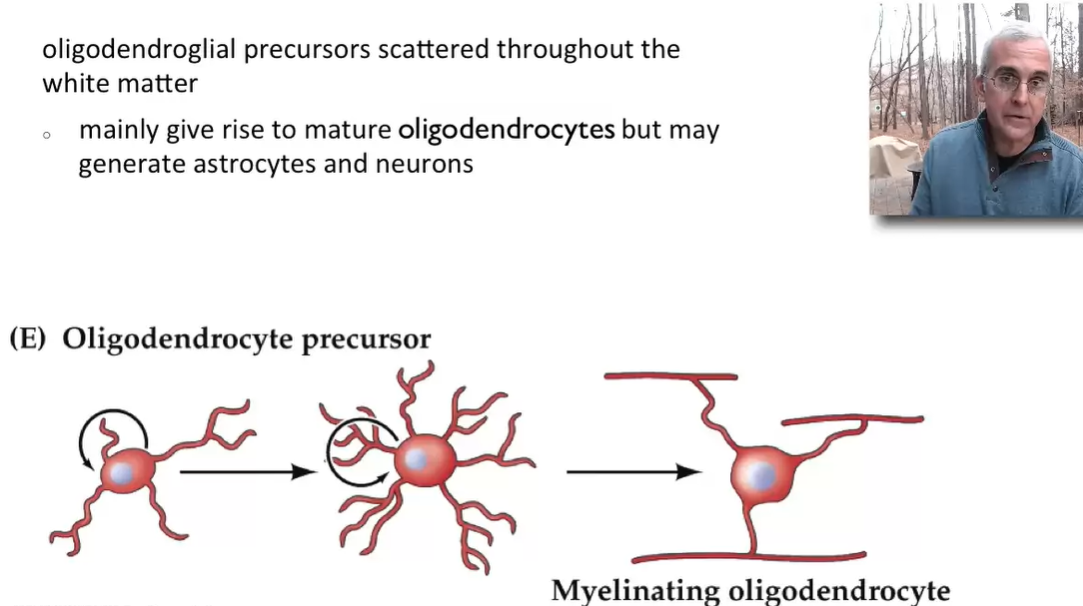 oligodendroglial precursors scattered throughout the
white matter
◦ mainly give rise to mature oligodendrocytes but may
generate astrocytes and neurons
(E) Oligodendrocyte precursor
Myelinating oligodendrocyte